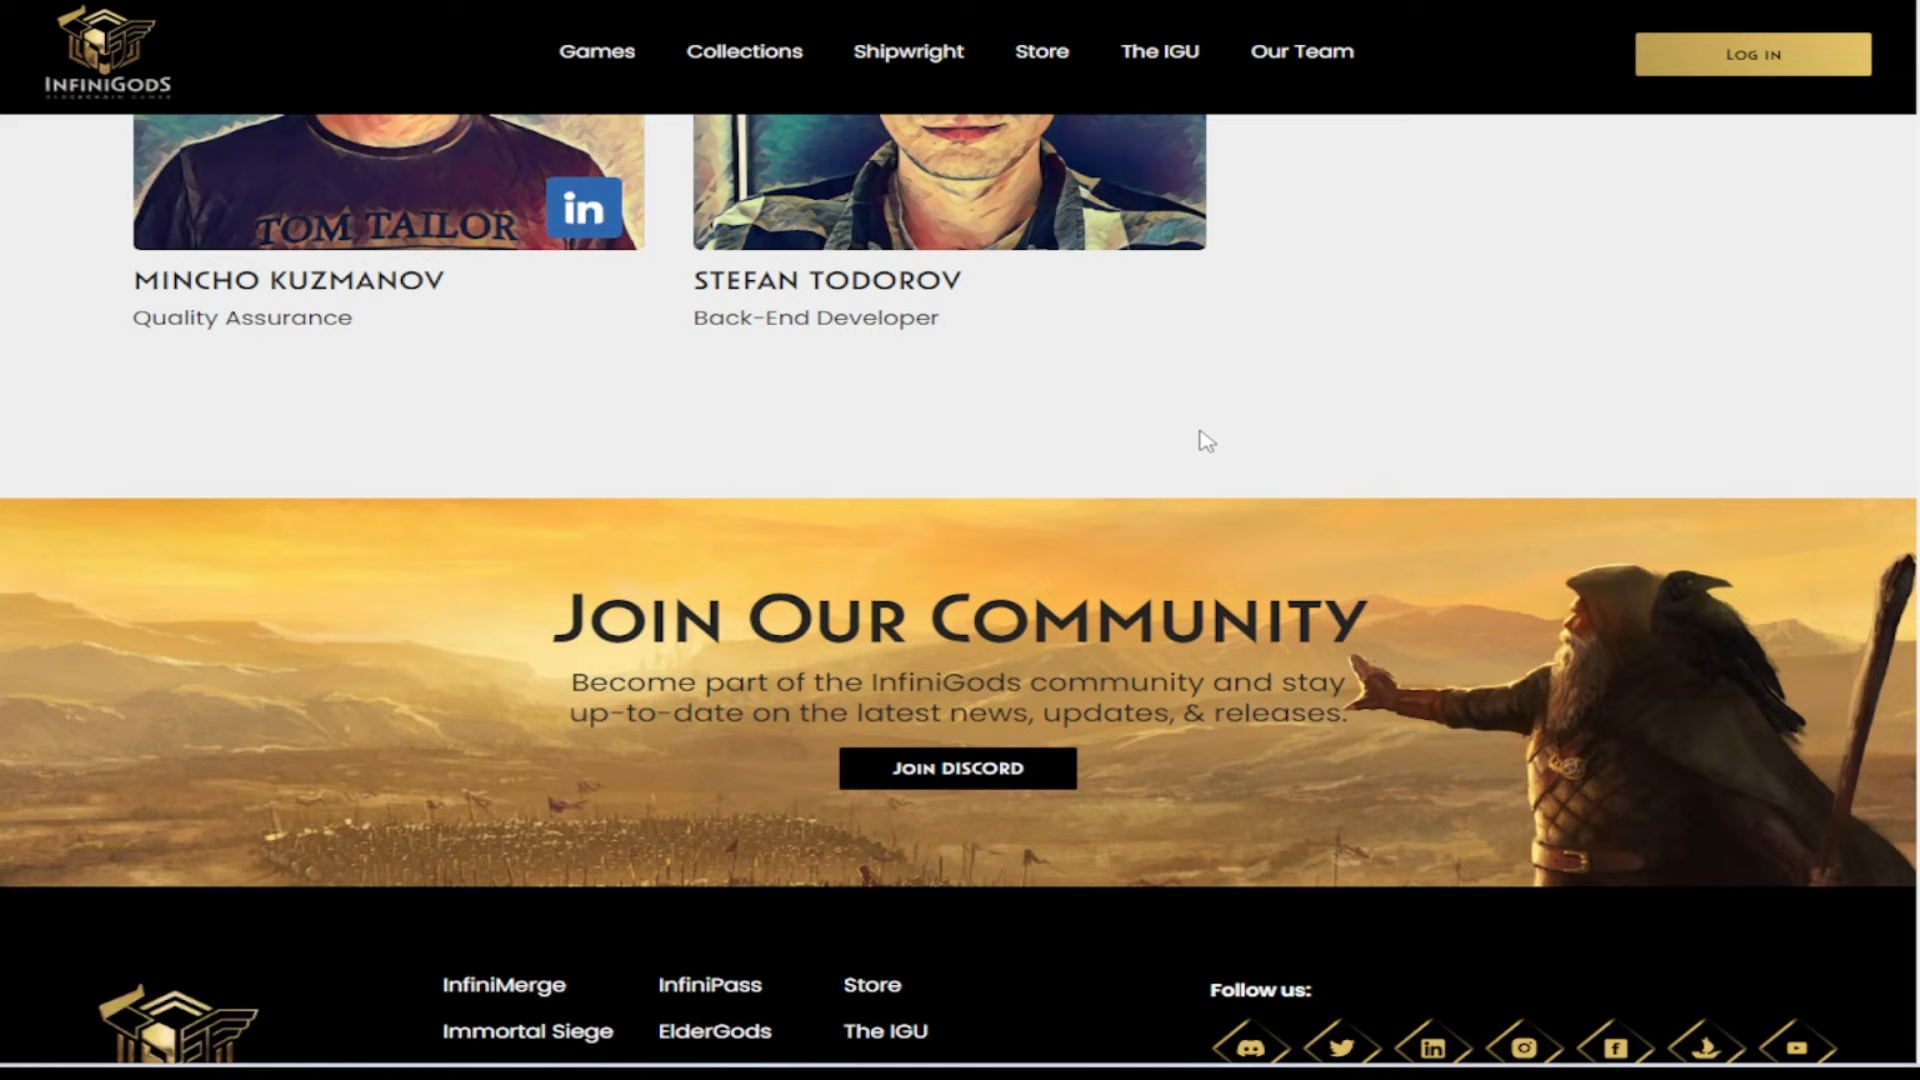 INFINIGODS
BLOCKCHAIN GAMES
Games
Collections
Shipwright
Store
The IGU
Our Team
LOG IN
TOM TAILOR
in
MINCHO KUZMANOV
Quality Assurance
STEFAN TODOROV
Back-End Developer
JOIN OUR COMMUNITY
Become part of the InfiniGods community and stay
up-to-date on the latest news, updates, & releases.
JOIN DISCORD
InfiniMerge
InfiniPass
Store
Follow us:
Immortal Siege
ElderGods
The IGU
in
f